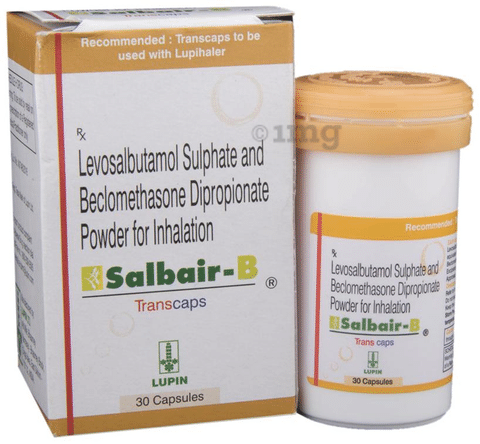 Recommended : Transcaps to be
used with Lupihaler
Rx
Levosalbutamol Sulphate and
Beclomethasone Dipropionate
Powder for Inhalation
Salbair-B ®
Transcaps
LUPIN
30 Capsules
©1mg
Recommended
Rx
Levosalbutamol Sulphate and
Beclomethasone Dipropionate
Powder for Inhalation
Salbair-B ®
Trans caps
LUPIN
30 Capsules